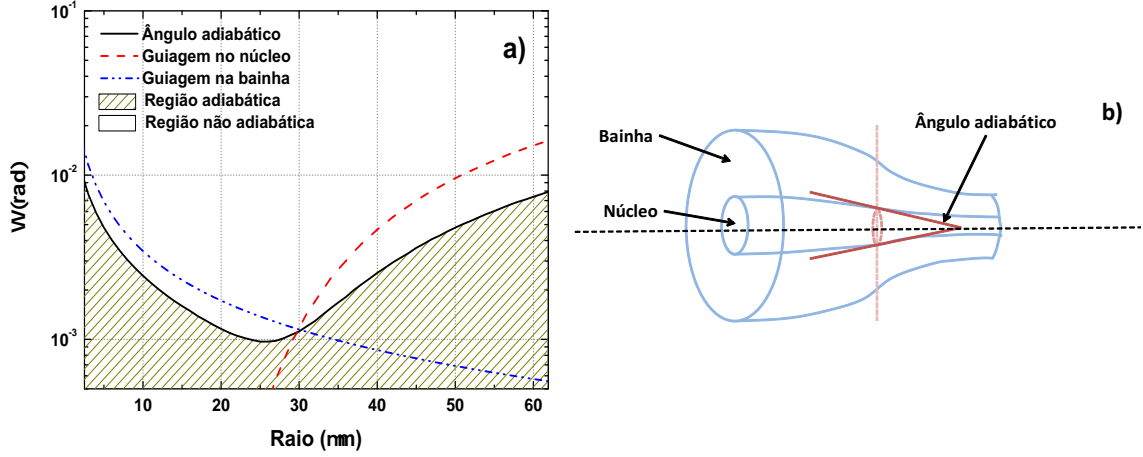 10⁻¹
10⁻²
10⁻³
W(rad)
Ângulo adiabático
Guiagem no núcleo
Guiagem na bainha
Região adiabática
Região não adiabática
a)
10 20 30 40 50 60
Raio (mm)
b)
Ângulo adiabático
Bainha
Núcleo